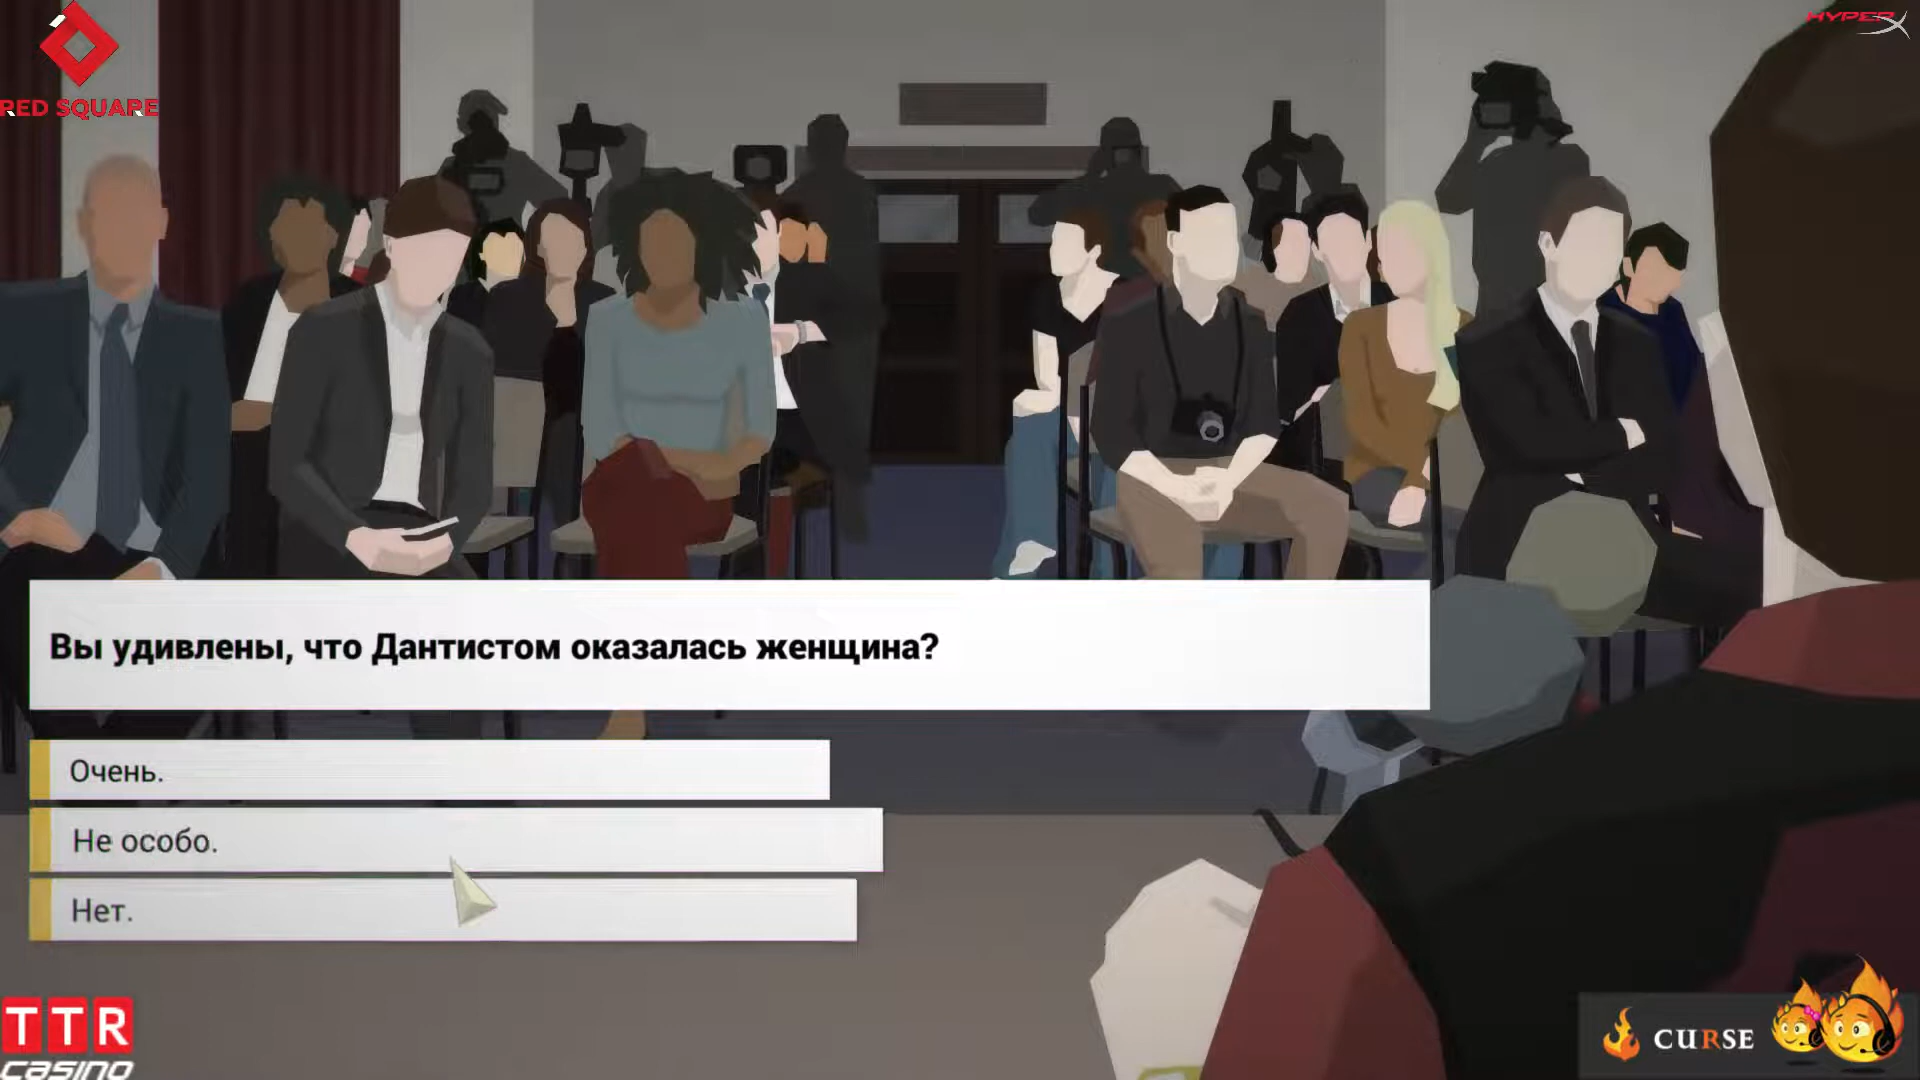 RED SQUARE
HYPERX
Вы удивлены, что Дантистом оказалась женщина?
Очень.
Не особо.
Нет.
TTR
casino
CURSE